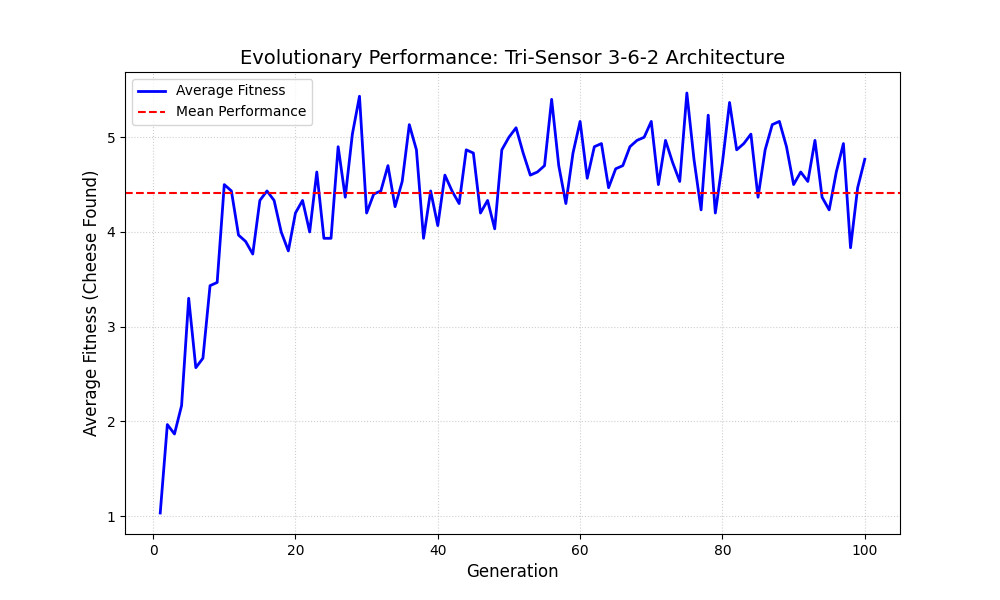 Evolutionary Performance: Tri-Sensor 3-6-2 Architecture
Average Fitness
Mean Performance
Average Fitness (Cheese Found)
5
4
3
2
1
0
20
40
60
80
100
Generation